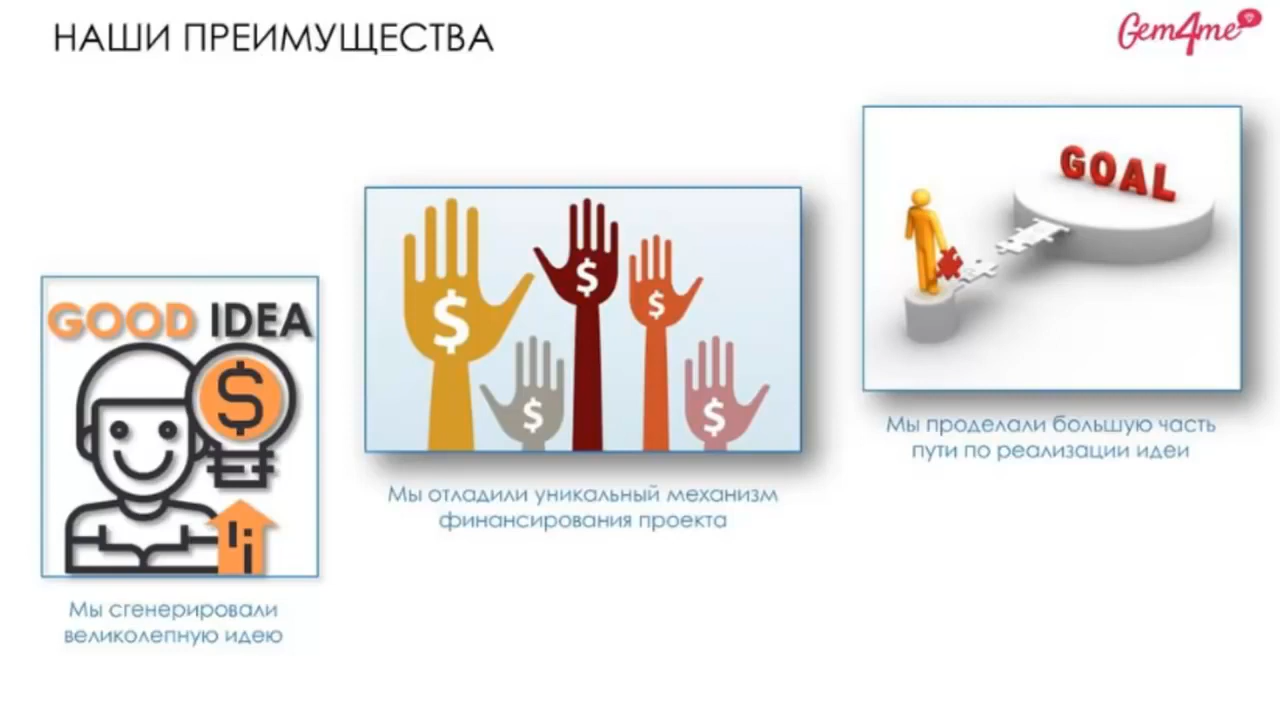 НАШИ ПРЕИМУЩЕСТВА
Gem4me
GOOD IDEA
$
Мы сгенерировали
великолепную идею
$
$
$
$
$
Мы отладили уникальный механизм
финансирования проекта
GOAL
Мы проделали большую часть
пути по реализации идеи